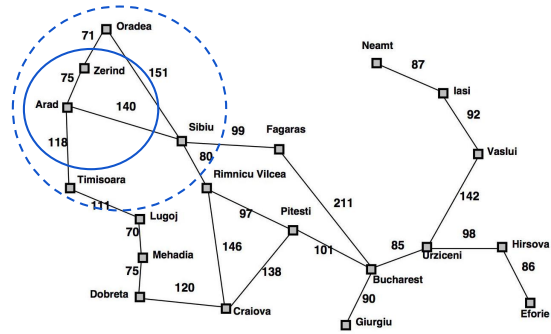 Oradea
71
Neamt
87
Zerind
151
75
Iasi
Arad
140
92
Sibiu
99
Fagaras
118
80
Vaslui
Timisoara
Rimnicu Vilcea
111
97
211
142
Lugoj
Pitesti
70
146
101
85
98
Hirsova
Urziceni
Mehadia
138
75
Bucharest
86
Dobreta
120
90
Craiova
Eforie
Giurgiu